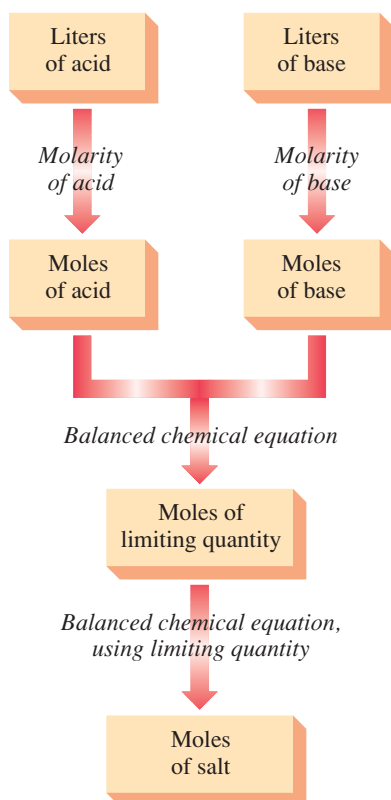 Liters
of acid
Liters
of base
Molarity
of acid
Molarity
of base
Moles
of acid
Moles
of base
Balanced chemical equation
Moles of
limiting quantity
Balanced chemical equation,
using limiting quantity
Moles
of salt